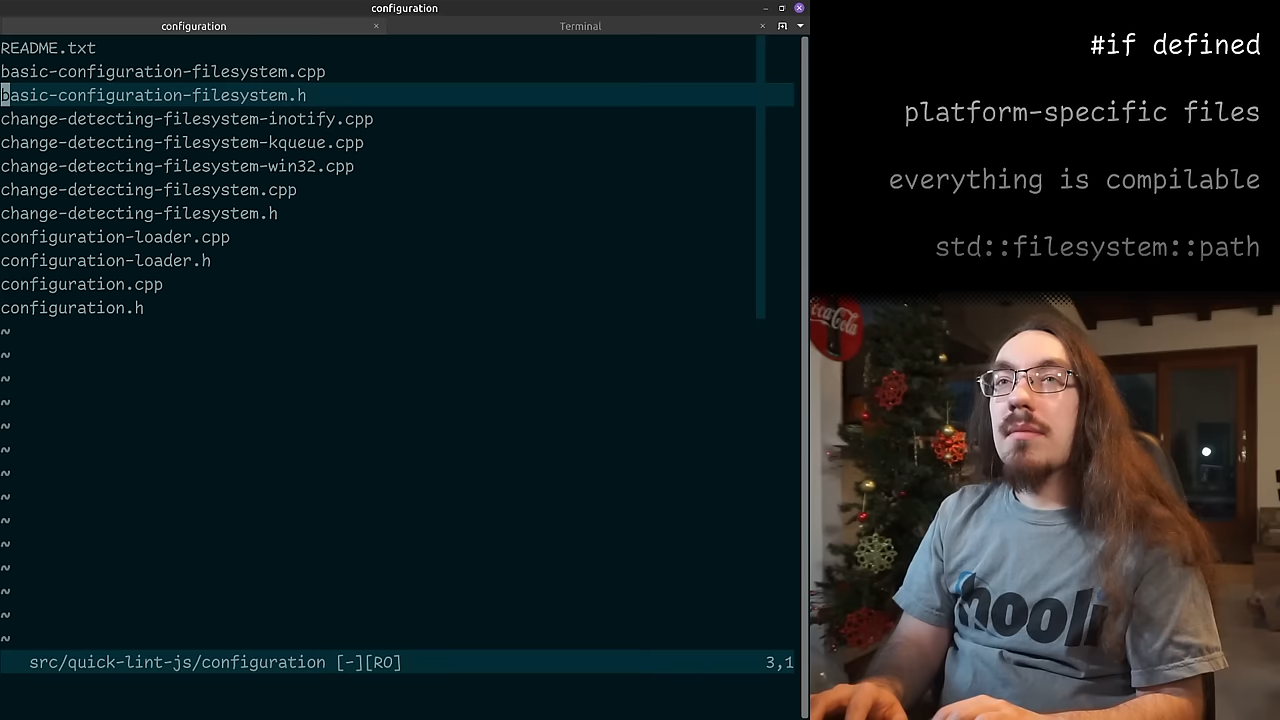 configuration
configuration
Terminal
README.txt
basic-configuration-filesystem.cpp
basic-configuration-filesystem.h
change-detecting-filesystem-inotify.cpp
change-detecting-filesystem-kqueue.cpp
change-detecting-filesystem-win32.cpp
change-detecting-filesystem.cpp
change-detecting-filesystem.h
configuration-loader.cpp
configuration-loader.h
configuration.cpp
configuration.h
~
~
~
~
~
~
~
~
~
~
~
~
~
~
src/quick-lint-js/configuration [-][RO]
3,1
#if defined
platform-specific files
everything is compilable
std::filesystem::path
Coca-Cola
hooli